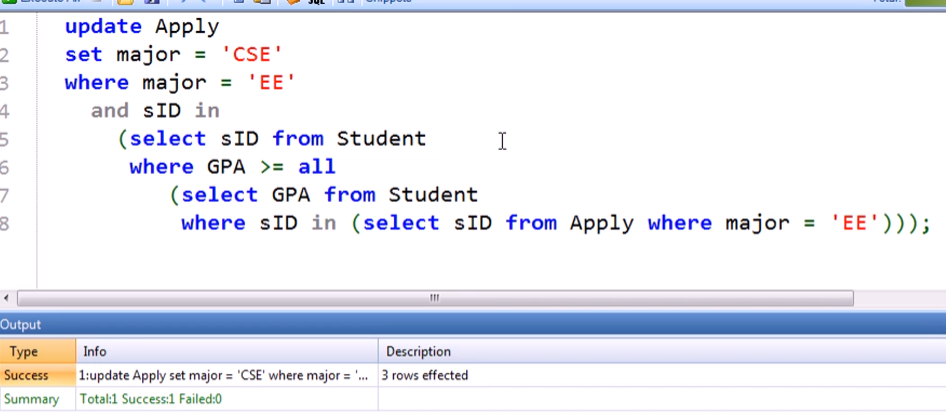 1 update Apply
2 set major = 'CSE'
3 where major = 'EE'
4 and sID in
5 (select sID from Student
6 where GPA >= all
7 (select GPA from Student
8 where sID in (select sID from Apply where major = 'EE')));
Output
Type Info Description
Success 1:update Apply set major = 'CSE' where major = '... 3 rows effected
Summary Total:1 Success:1 Failed:0